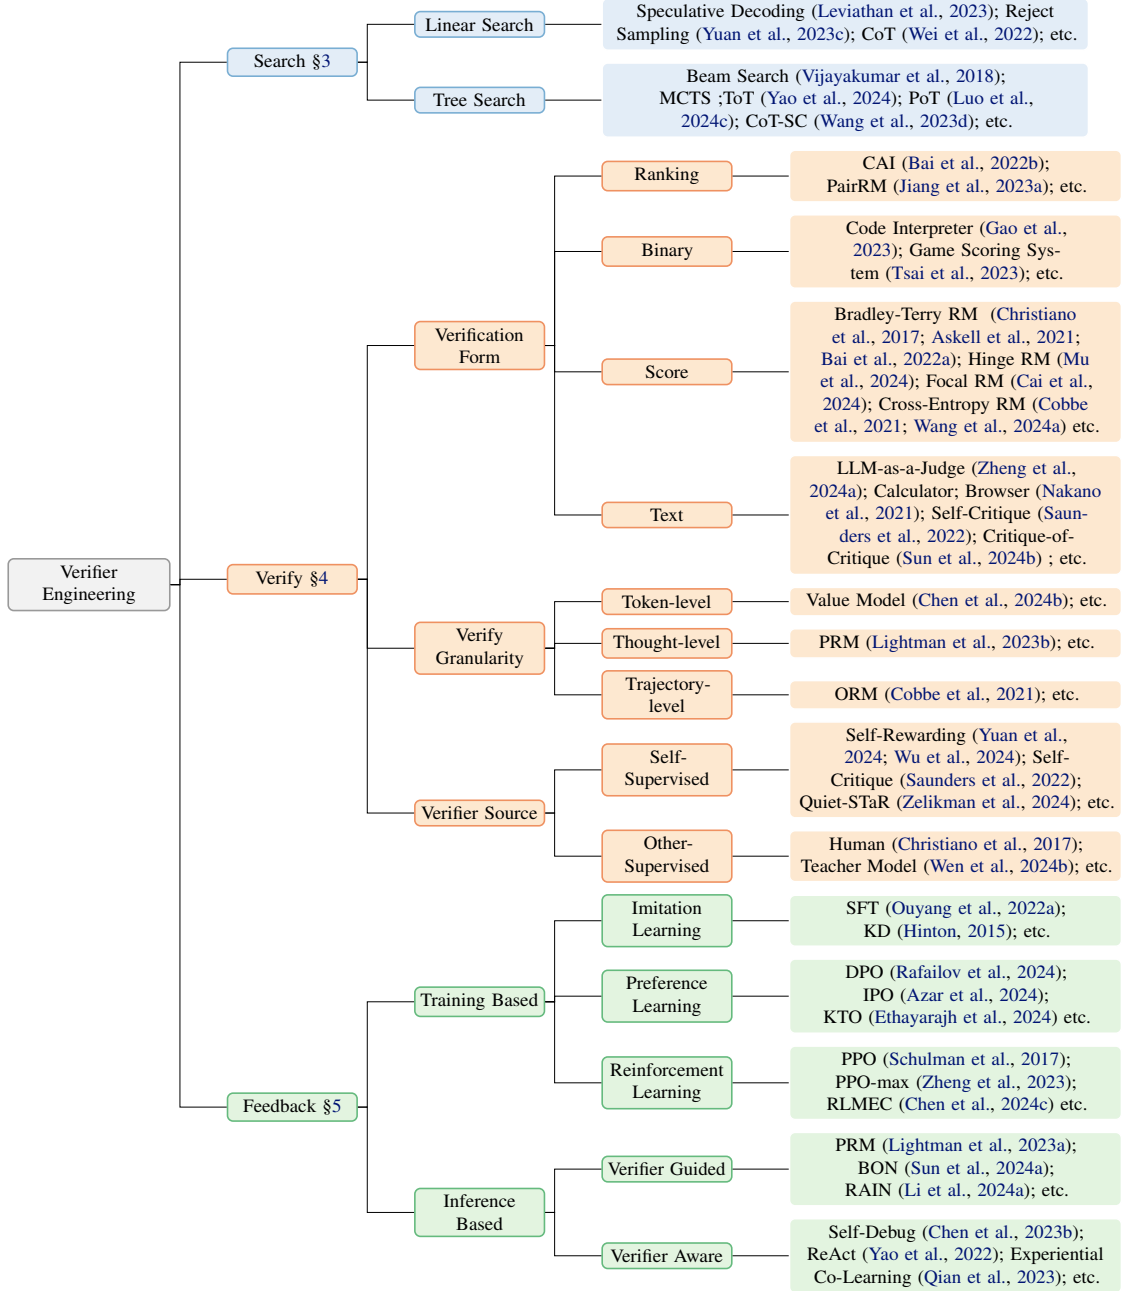 Linear Search
Speculative Decoding (Leviathan et al., 2023); Reject
Sampling (Yuan et al., 2023c); CoT (Wei et al., 2022); etc.
Search §3
Tree Search
Beam Search (Vijayakumar et al., 2018);
MCTS ;ToT (Yao et al., 2024); PoT (Luo et al.,
2024c); CoT-SC (Wang et al., 2023d); etc.
Ranking
CAI (Bai et al., 2022b);
PairRM (Jiang et al., 2023a); etc.
Binary
Code Interpreter (Gao et al.,
2023); Game Scoring Sys-
tem (Tsai et al., 2023); etc.
Verification
Form
Score
Bradley-Terry RM (Christiano
et al., 2017; Askell et al., 2021;
Bai et al., 2022a); Hinge RM (Mu
et al., 2024); Focal RM (Cai et al.,
2024); Cross-Entropy RM (Cobbe
et al., 2021; Wang et al., 2024a) etc.
Text
LLM-as-a-Judge (Zheng et al.,
2024a); Calculator; Browser (Nakano
et al., 2021); Self-Critique (Saun-
ders et al., 2022); Critique-of-
Critique (Sun et al., 2024b) ; etc.
Verifier
Engineering
Verify §4
Token-level
Value Model (Chen et al., 2024b); etc.
Verify
Granularity
Thought-level
PRM (Lightman et al., 2023b); etc.
Trajectory-
level
ORM (Cobbe et al., 2021); etc.
Self-
Supervised
Self-Rewarding (Yuan et al.,
2024; Wu et al., 2024); Self-
Critique (Saunders et al., 2022);
Quiet-STaR (Zelikman et al., 2024); etc.
Verifier Source
Other-
Supervised
Human (Christiano et al., 2017);
Teacher Model (Wen et al., 2024b); etc.
Imitation
Learning
SFT (Ouyang et al., 2022a);
KD (Hinton, 2015); etc.
Training Based
Preference
Learning
DPO (Rafailov et al., 2024);
IPO (Azar et al., 2024);
KTO (Ethayarajh et al., 2024) etc.
Reinforcement
Learning
PPO (Schulman et al., 2017);
PPO-max (Zheng et al., 2023);
RLMEC (Chen et al., 2024c) etc.
Feedback §5
Verifier Guided
PRM (Lightman et al., 2023a);
BON (Sun et al., 2024a);
RAIN (Li et al., 2024a); etc.
Inference
Based
Verifier Aware
Self-Debug (Chen et al., 2023b);
ReAct (Yao et al., 2022); Experiential
Co-Learning (Qian et al., 2023); etc.